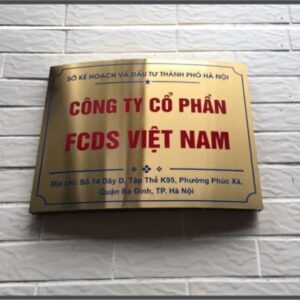 SỞ KẾ HOẠCH VÀ ĐẦU TƯ THÀNH PHỐ HÀ NỘI
CÔNG TY CỔ PHẦN
FCDS VIỆT NAM
Địa chỉ: Số 14 Dãy D, Tập Thể K95, Phường Phúc Xá,
Quận Ba Đình, TP. Hà Nội